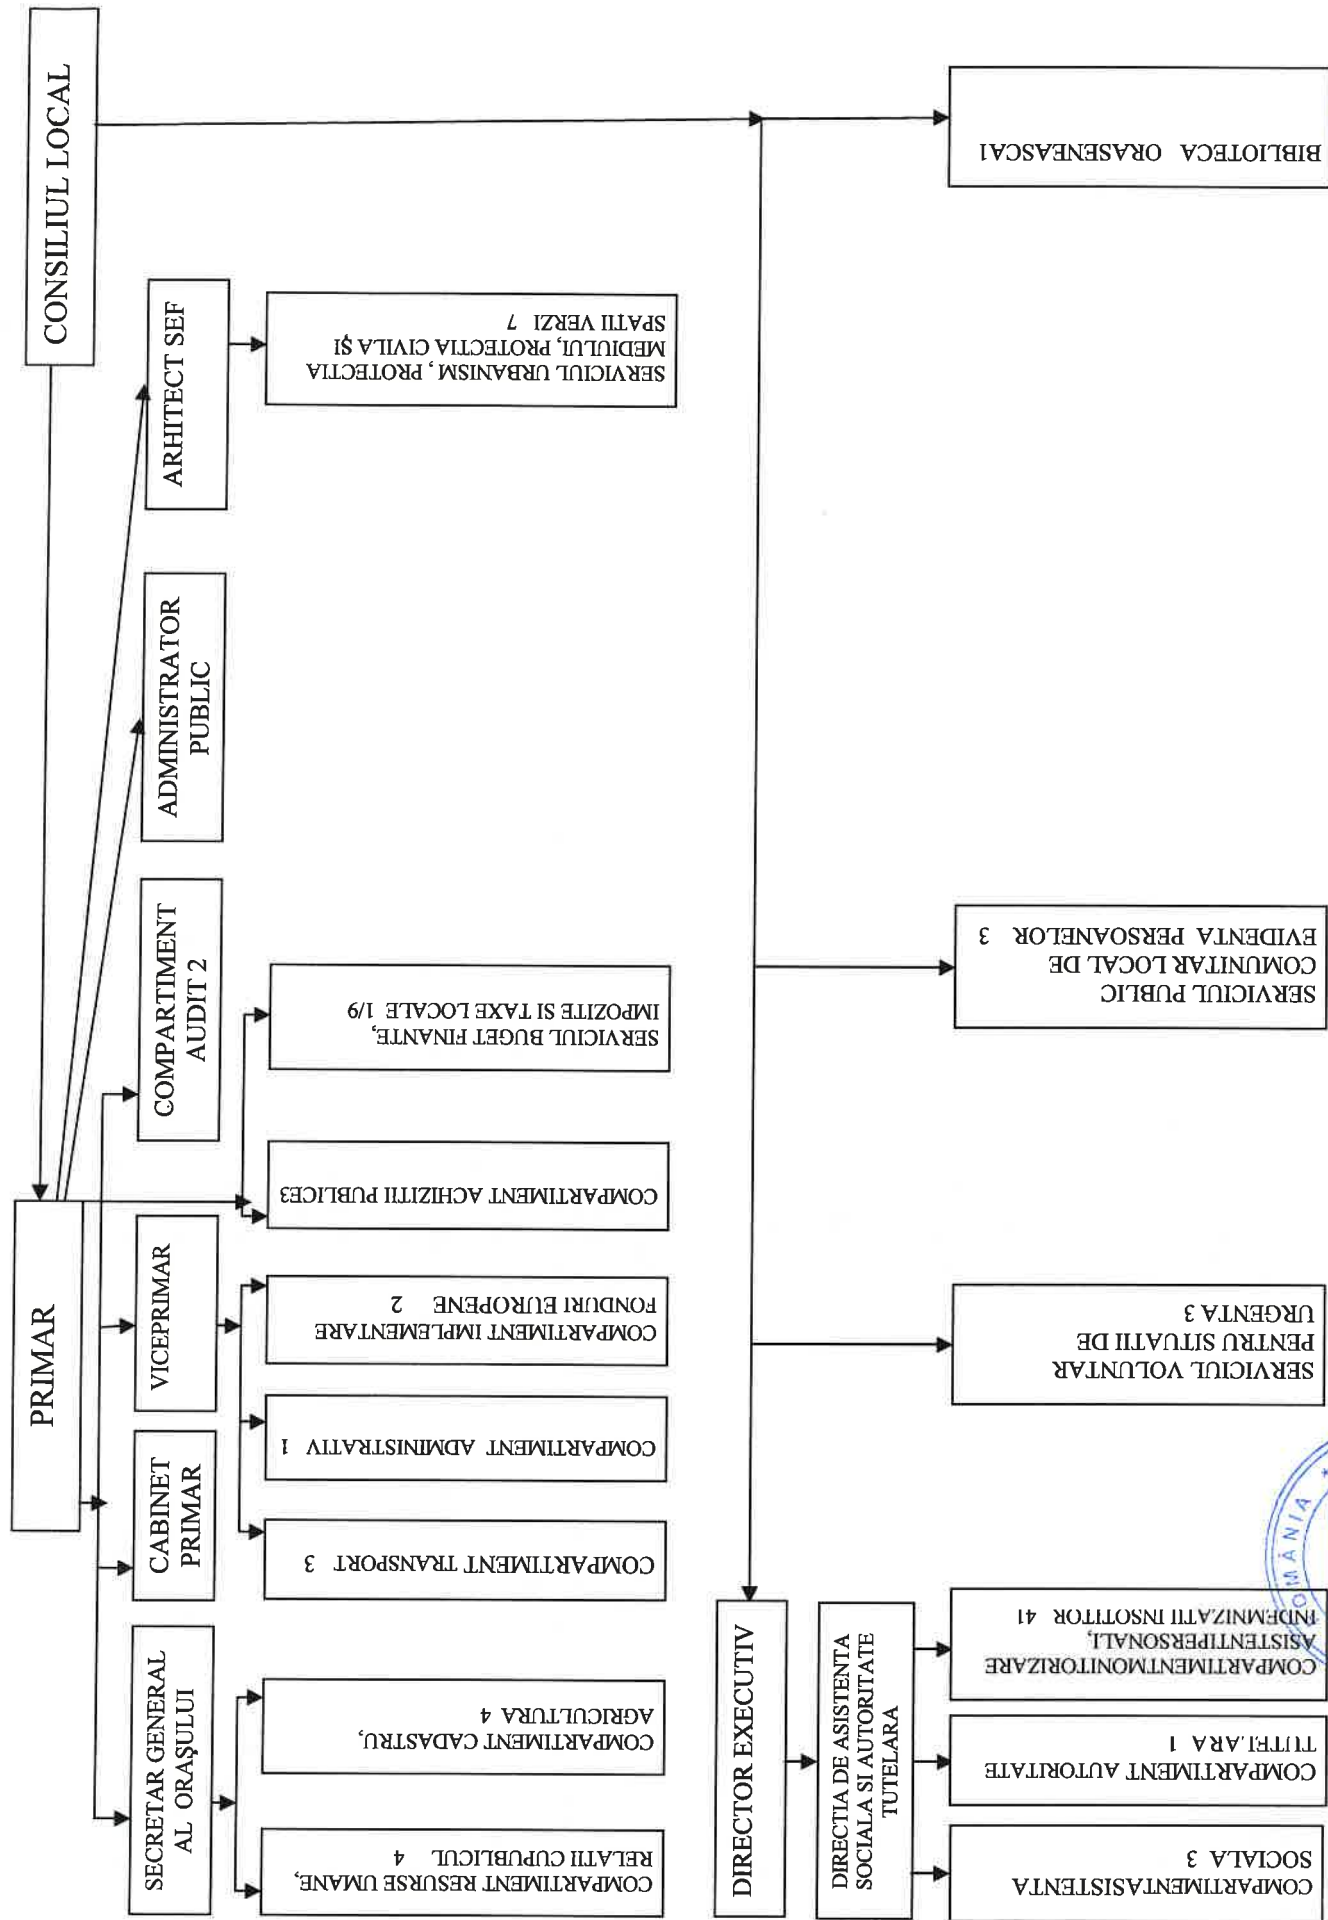 CONSILIUL LOCAL
PRIMAR
SECRETAR GENERAL
AL ORAŞULUI
CABINET
PRIMAR
VICEPRIMAR
COMPARTIMENT
AUDIT 2
ADMINISTRATOR
PUBLIC
ARHITECT SEF
COMPARTIMENT RESURSE UMANE,
RELATII CUPUBLICUL 4
COMPARTIMENT CADASTRU,
AGRICULTURA 4
COMPARTIMENT TRANSPORT 3
COMPARTIMENT ADMINISTRATIV 1
COMPARTIMENT IMPLEMENTARE
FONDURI EUROPENE 2
COMPARTIMENT ACHIZITII PUBLICE3
SERVICIUL BUGET FINANTE,
IMPOZITE SI TAXE LOCALE 1/9
SERVICIUL URBANISM , PROTECTIA
MEDIULUI, PROTECTIA CIVILA ŞI
SPATII VERZI 7
DIRECTOR EXECUTIV
DIRECTIA DE ASISTENTA
SOCIALA SI AUTORITATE
TUTELARA
COMPARTIMENTASISTENTA
SOCIALA 3
COMPARTIMENT AUTORITATE
TUTELARA 1
COMPARTIMENTMONITORIZARE
ASISTENTIPERSONALI,
INDEMNIZATII INSOTITOR 41
SERVICIUL VOLUNTAR
PENTRU SITUATII DE
URGENTA 3
SERVICIUL PUBLIC
COMUNITAR LOCAL DE
EVIDENTA PERSOANELOR 3
BIBLIOTECA ORASENEASCA1
ROMÂNIA *